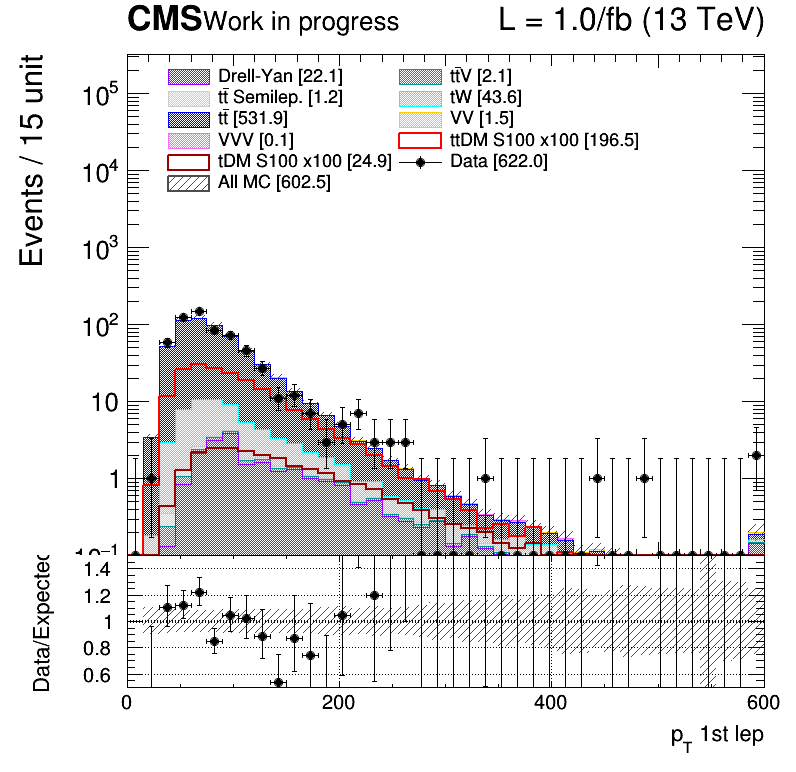 CMS Work in progress L = 1.0/fb (13 TeV)
Events / 15 unit
Drell-Yan [22.1] tt̄V [2.1]
tt̄ Semilep. [1.2] tW [43.6]
tt̄ [531.9] VV [1.5]
VVV [0.1] ttDM S100 x100 [196.5]
tDM S100 x100 [24.9] Data [622.0]
All MC [602.5]
10⁵
10⁴
10³
10²
10
1
10⁻¹
Data/Expected
1.4
1.2
1
0.8
0.6
0 200 400 600
p_T 1st lep